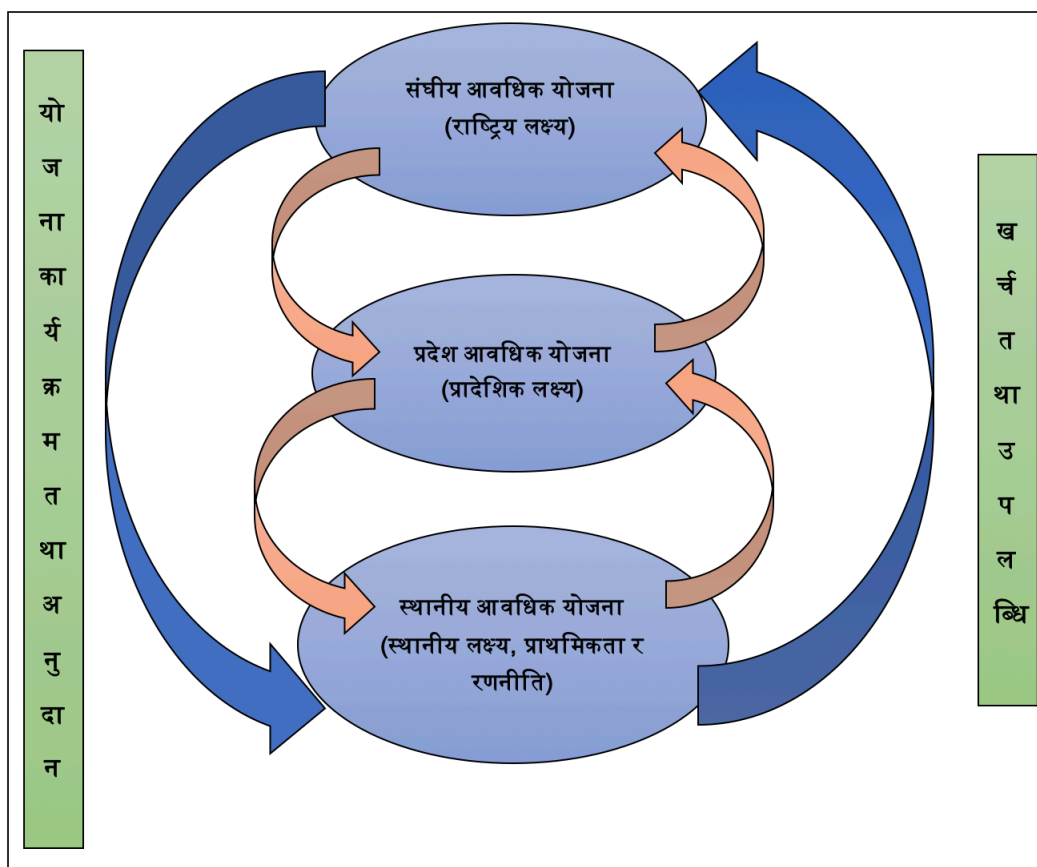 योजना कार्यक्रम तथा अनुदान
संघीय आवधिक योजना
(राष्ट्रिय लक्ष्य)
प्रदेश आवधिक योजना
(प्रादेशिक लक्ष्य)
स्थानीय आवधिक योजना
(स्थानीय लक्ष्य, प्राथमिकता र
रणनीति)
खर्च तथा उपलब्धि